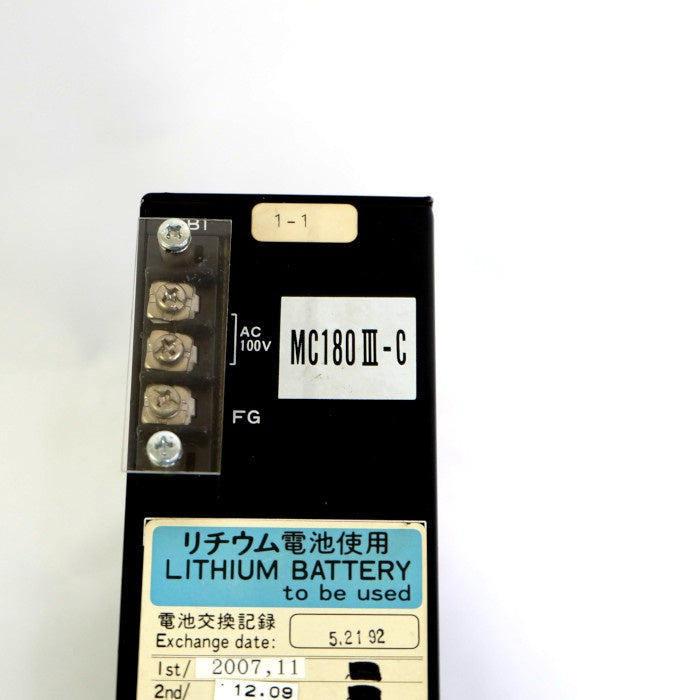 1-1
AC
100V
MC180III-C
FG
リチウム電池使用
LITHIUM BATTERY
to be used
電池交換記録
Exchange date: 5.21 92
1st/ 2007,11
2nd/ 12.09